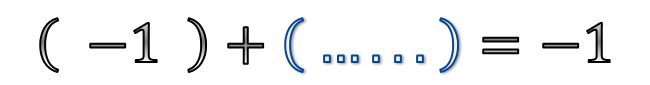 ( −1 ) + ( ... . . . ) = −1